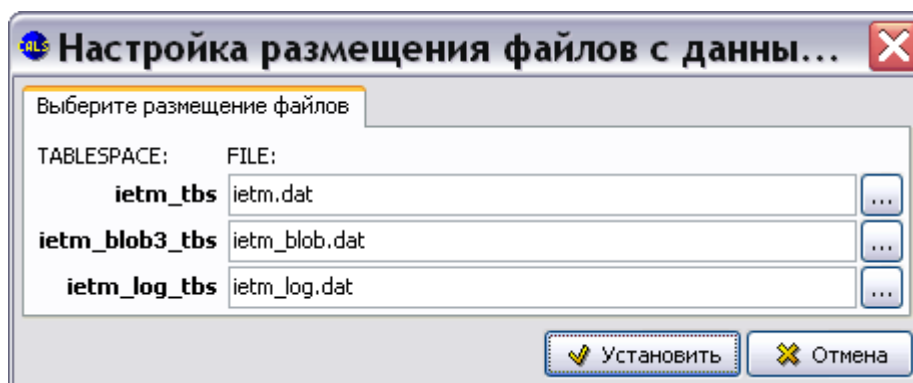 CALS Настройка размещения файлов с данны...
Выберите размещение файлов
TABLESPACE: FILE:
ietm_tbs ietm.dat ...
ietm_blob3_tbs ietm_blob.dat ...
ietm_log_tbs ietm_log.dat ...
Установить Отмена